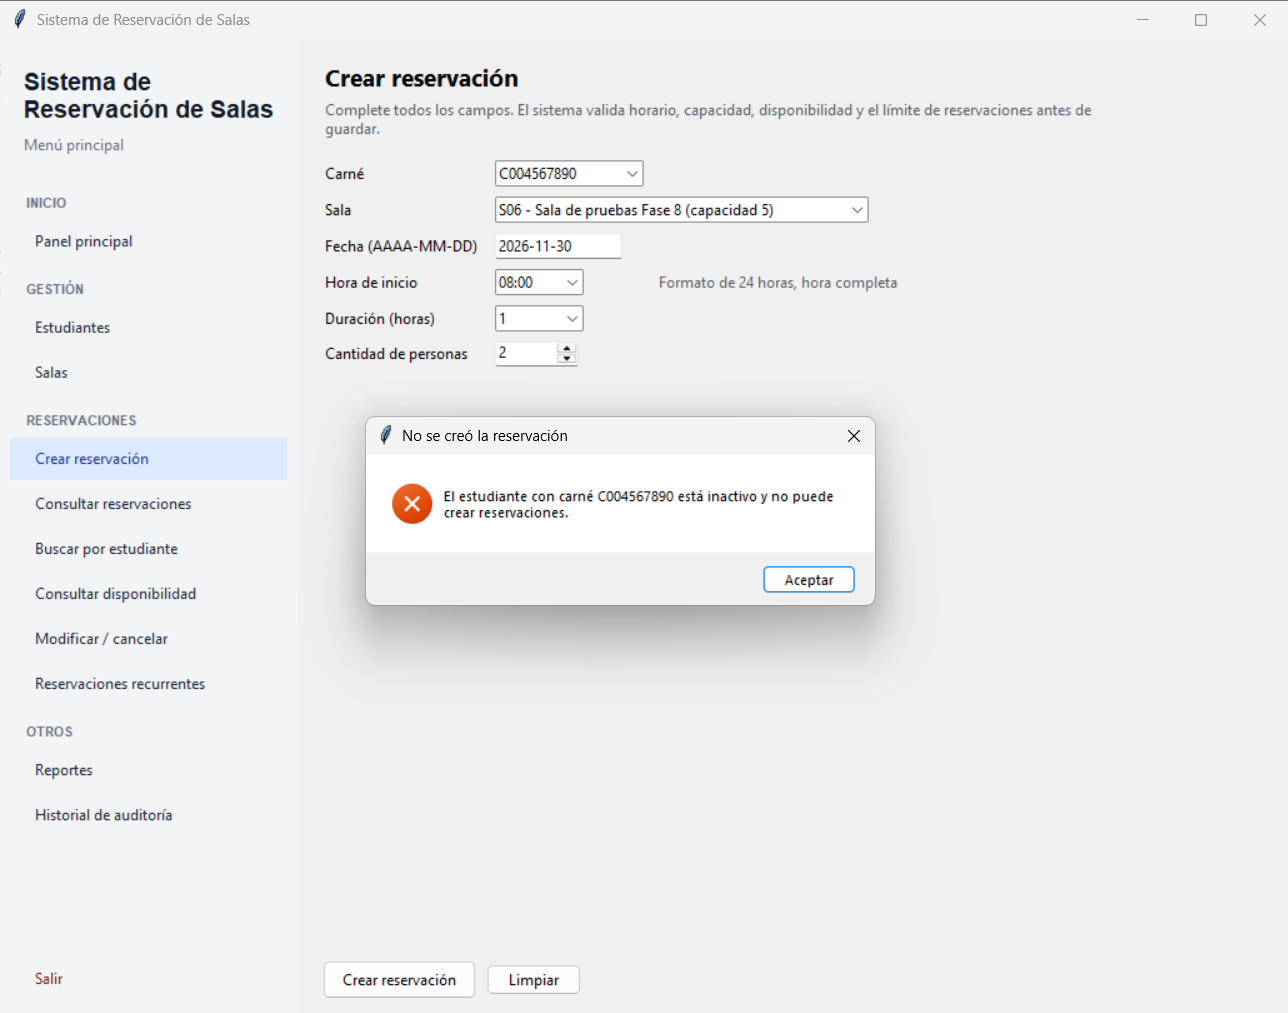 Sistema de Reservación de Salas
Sistema de
Reservación de Salas
Menú principal
INICIO
Panel principal
GESTIÓN
Estudiantes
Salas
RESERVACIONES
Crear reservación
Consultar reservaciones
Buscar por estudiante
Consultar disponibilidad
Modificar / cancelar
Reservaciones recurrentes
OTROS
Reportes
Historial de auditoría
Salir
Crear reservación
Complete todos los campos. El sistema valida horario, capacidad, disponibilidad y el límite de reservaciones antes de
guardar.
Carné C004567890
Sala S06 - Sala de pruebas Fase 8 (capacidad 5)
Fecha (AAAA-MM-DD) 2026-11-30
Hora de inicio 08:00 Formato de 24 horas, hora completa
Duración (horas) 1
Cantidad de personas 2
No se creó la reservación
El estudiante con carné C004567890 está inactivo y no puede
crear reservaciones.
Aceptar
Crear reservación Limpiar